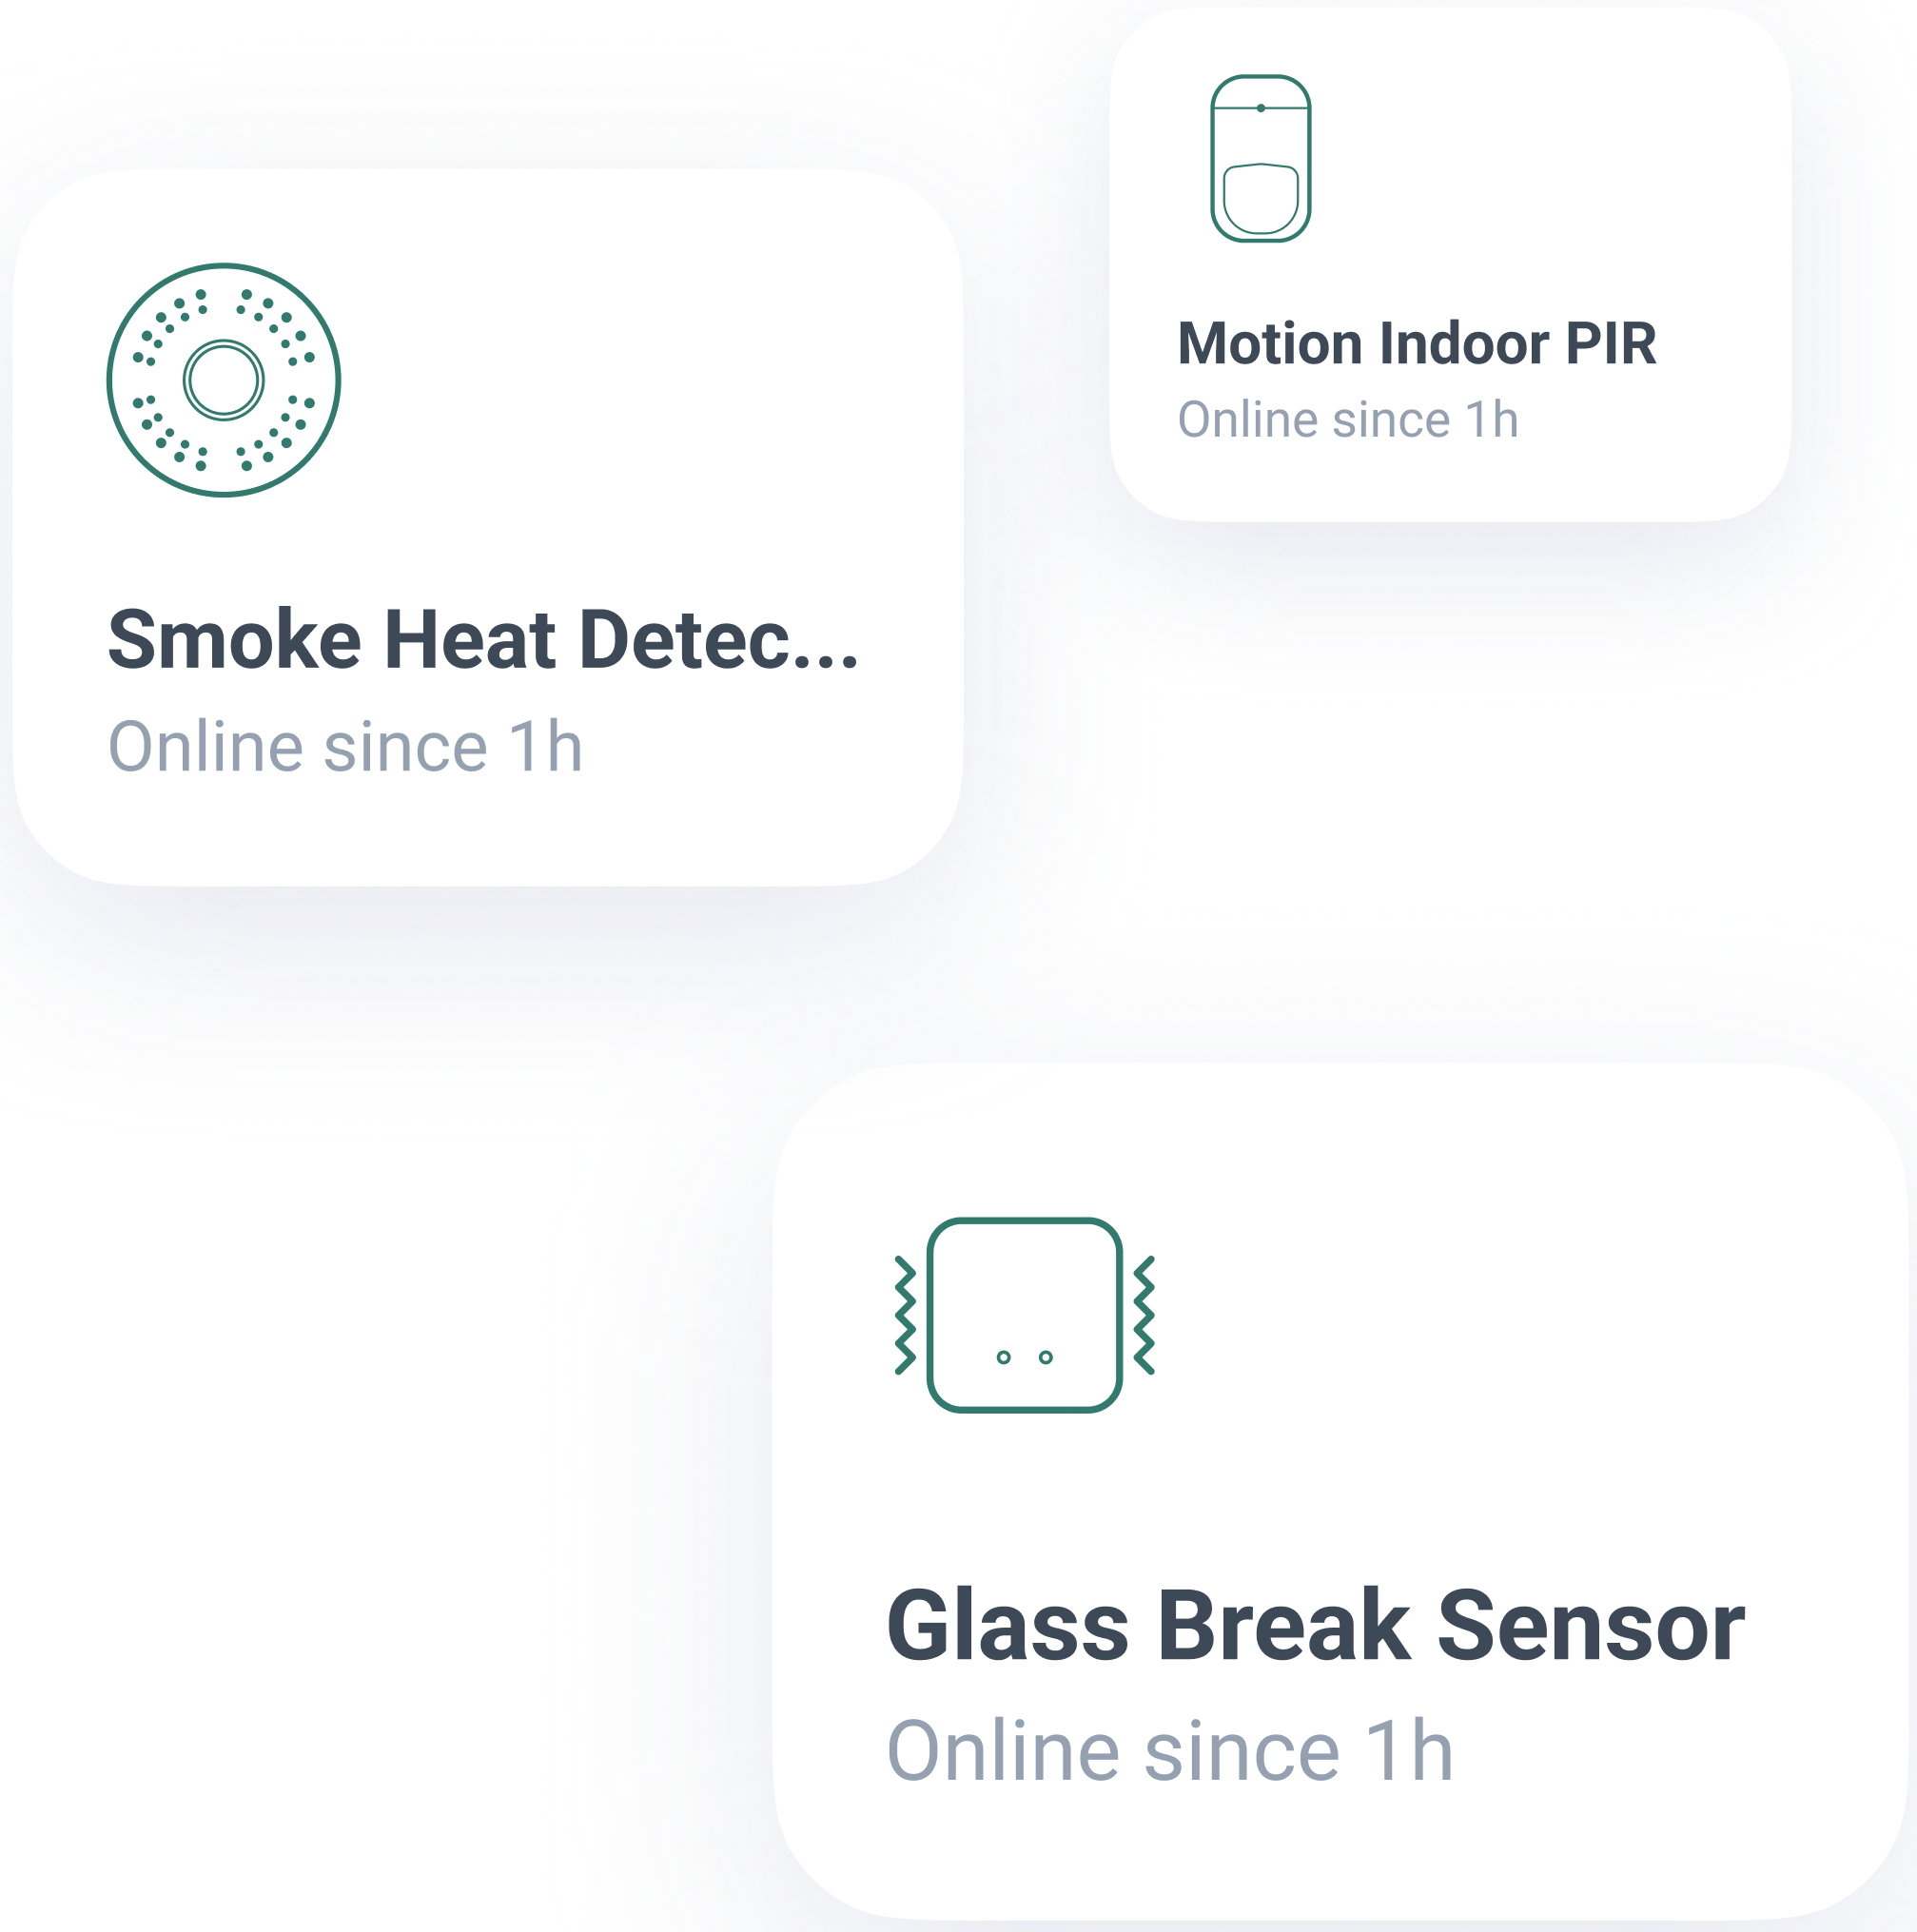 Motion Indoor PIR
Online since 1h
Smoke Heat Detec...
Online since 1h
Glass Break Sensor
Online since 1h